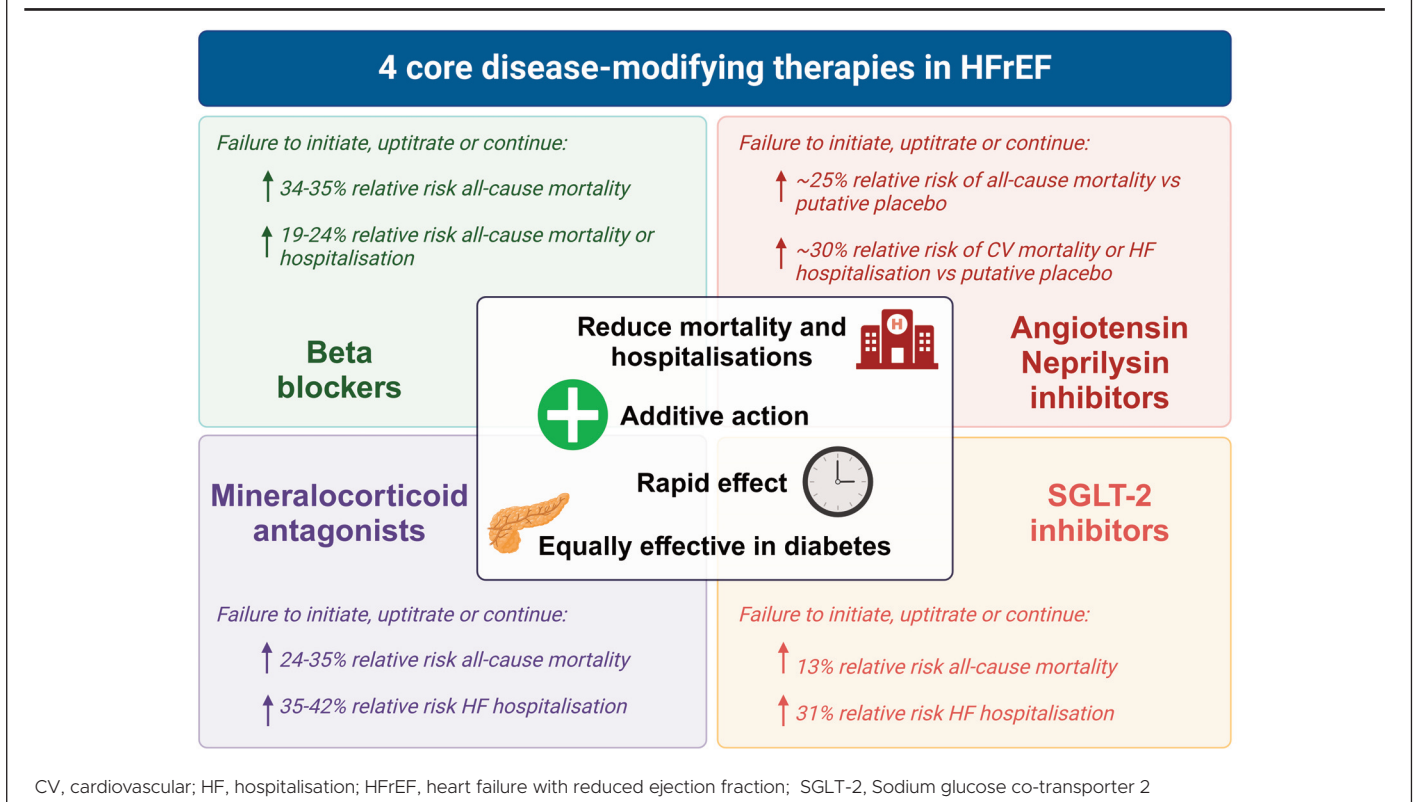 4 core disease-modifying therapies in HFrEF
Failure to initiate, uptitrate or continue:
34-35% relative risk all-cause mortality
19-24% relative risk all-cause mortality or
hospitalisation
Beta
blockers
Failure to initiate, uptitrate or continue:
~25% relative risk of all-cause mortality vs
putative placebo
~30% relative risk of CV mortality or HF
hospitalisation vs putative placebo
Angiotensin
Neprilysin
inhibitors
Reduce mortality and
hospitalisations
H
Additive action
Rapid effect
Equally effective in diabetes
Mineralocorticoid
antagonists
Failure to initiate, uptitrate or continue:
24-35% relative risk all-cause mortality
35-42% relative risk HF hospitalisation
SGLT-2
inhibitors
Failure to initiate, uptitrate or continue:
13% relative risk all-cause mortality
31% relative risk HF hospitalisation
CV, cardiovascular; HF, hospitalisation; HFrEF, heart failure with reduced ejection fraction; SGLT-2, Sodium glucose co-transporter 2